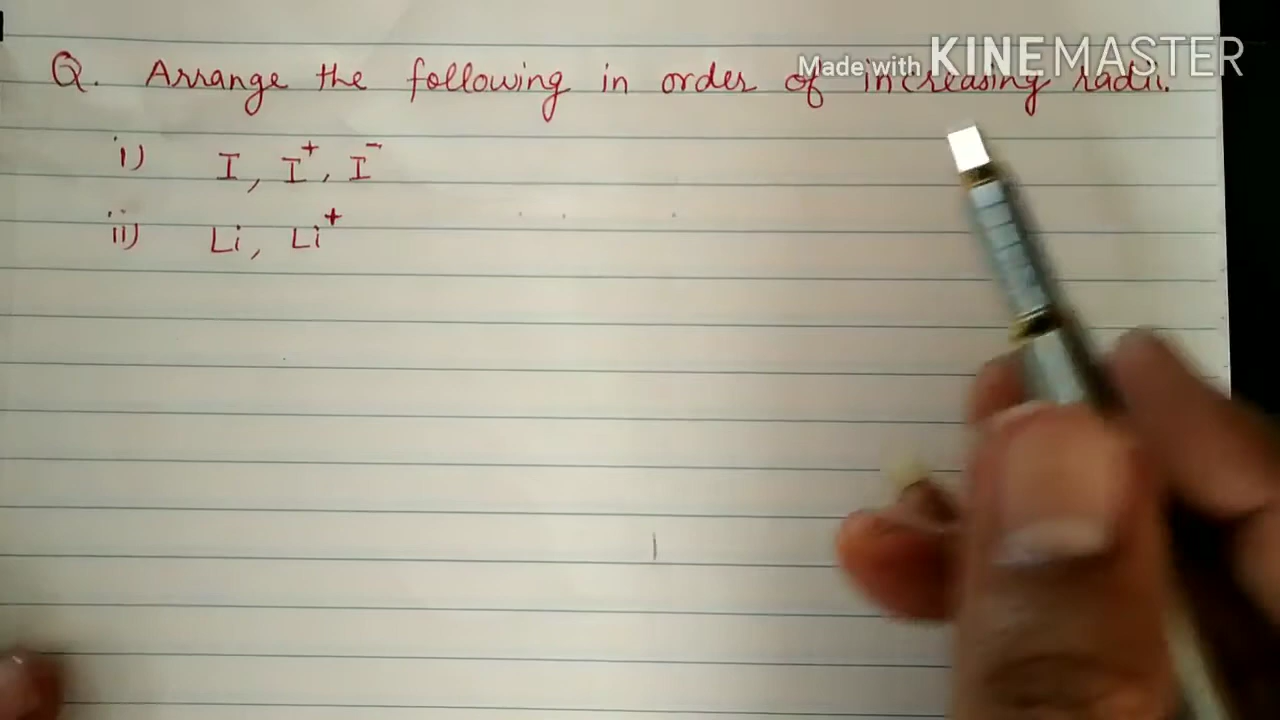 Made with KINEMASTER
Q. Arrange the following in order of increasing radii.
i) I, I⁺, I⁻
ii) Li, Li⁺